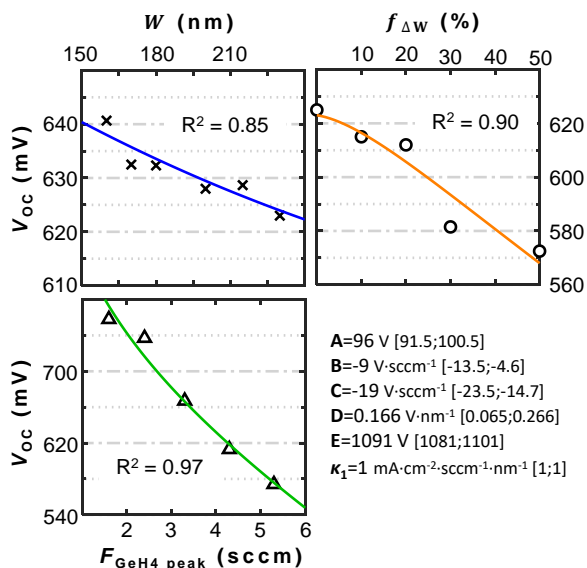 W (nm)
150 180 210 240
f ΔW (%)
0 10 20 30 40 50
V OC (mV)
640
630
620
610
R² = 0.85
R² = 0.90
620
600
580
560
V OC (mV)
700
620
540
R² = 0.97
2 3 4 5 6
F GeH4 peak (sccm)
A=96 V [91.5;100.5]
B=-9 V·sccm⁻¹ [-13.5;-4.6]
C=-19 V·sccm⁻¹ [-23.5;-14.7]
D=0.166 V·nm⁻¹ [0.065;0.266]
E=1091 V [1081;1101]
κ₁=1 mA·cm⁻²·sccm⁻¹·nm⁻¹ [1;1]